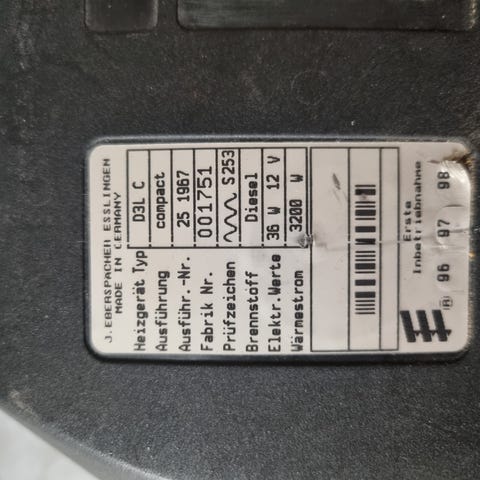 J. EBERSPÄCHER ESSLINGEN
MADE IN GERMANY
Heizgerät Typ D3L C
Ausführung compact
Ausführ.-Nr. 25 1967
Fabrik Nr. 001751
Prüfzeichen S253
Brennstoff Diesel
Elektr.Werte 36 W 12 V
Wärmestrom 3200 W
Erste
Inbetriebnahme
96 97 98